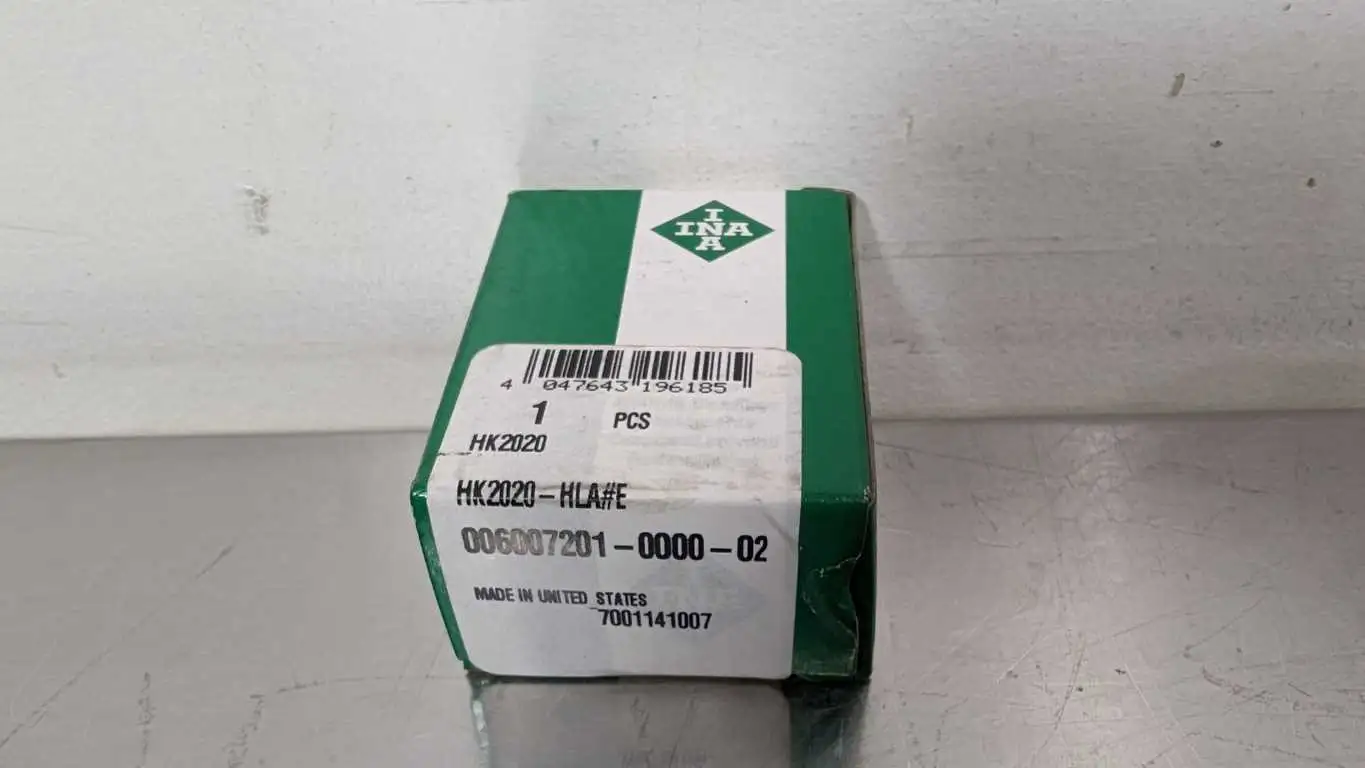 I
INA
A
4 047643 196185
1 PCS
HK2020
HK2020-HLA#E
006007201-0000-02
MADE IN UNITED STATES
7001141007